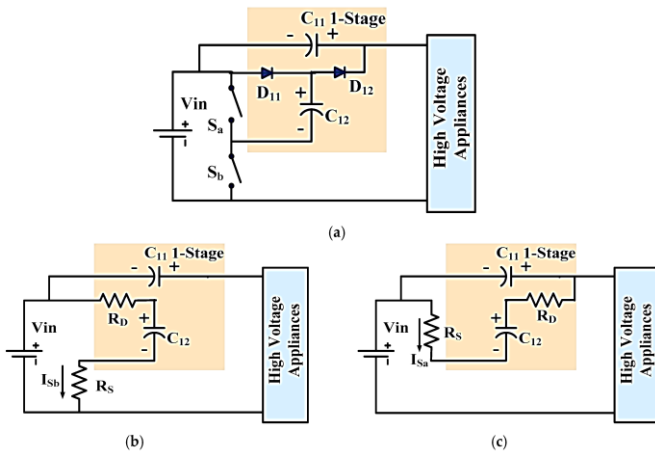 C11 1-Stage
- +
D11
D12
+
C12
-
Vin
+
-
Sa
Sb
High Voltage Appliances
(a)
C11 1-Stage
- +
RD
+
C12
-
Vin
+
-
ISb
RS
High Voltage Appliances
(b)
C11 1-Stage
- +
RD
+
C12
-
Vin
+
-
RS
ISa
High Voltage Appliances
(c)